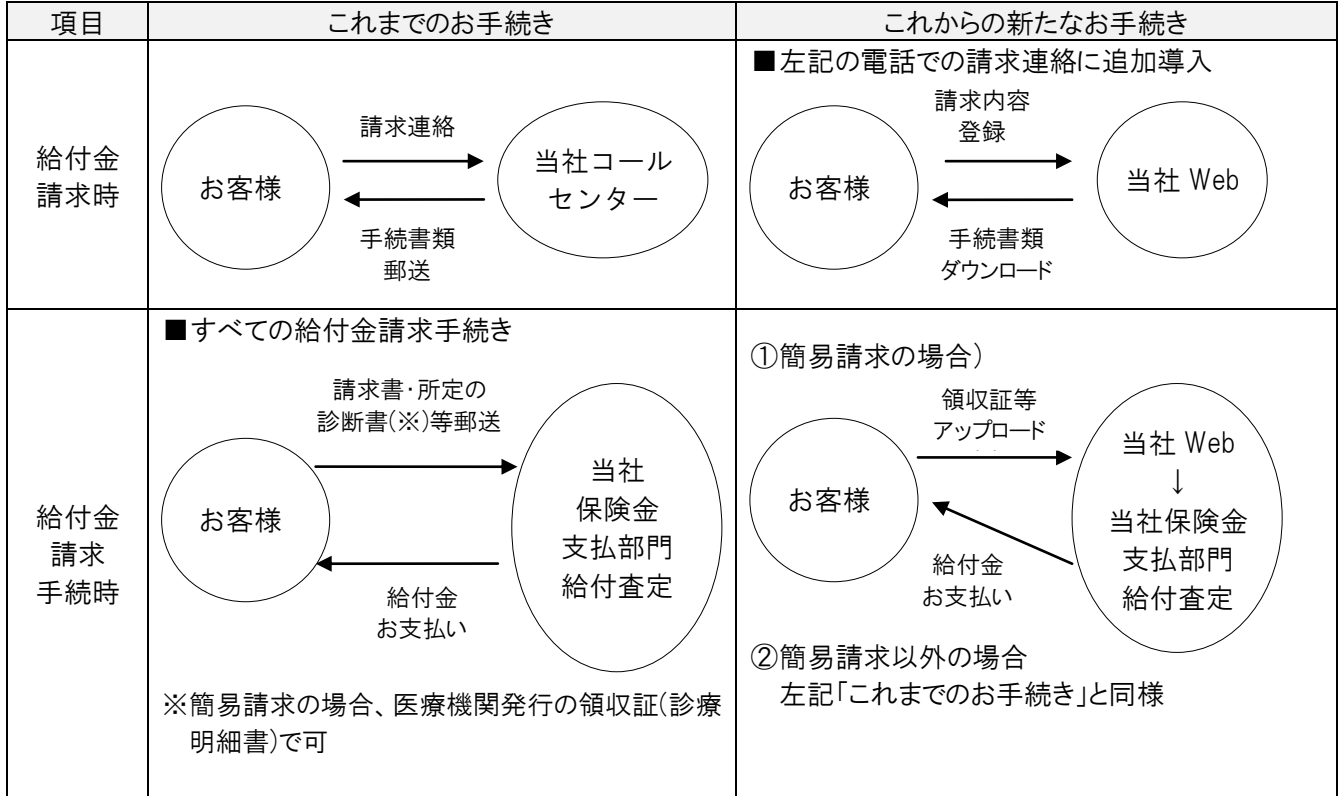 項目
これまでのお手続き
これからの新たなお手続き
給付金
請求時
お客様
請求連絡
手続書類
郵送
当社コール
センター
■左記の電話での請求連絡に追加導入
お客様
請求内容
登録
手続書類
ダウンロード
当社 Web
給付金
請求
手続時
■すべての給付金請求手続き
請求書・所定の
診断書(※)等郵送
お客様
給付金
お支払い
当社
保険金
支払部門
給付査定
※簡易請求の場合、医療機関発行の領収証(診療
明細書)で可
①簡易請求の場合)
領収証等
アップロード
お客様
給付金
お支払い
当社 Web
↓
当社保険金
支払部門
給付査定
②簡易請求以外の場合
左記「これまでのお手続き」と同様